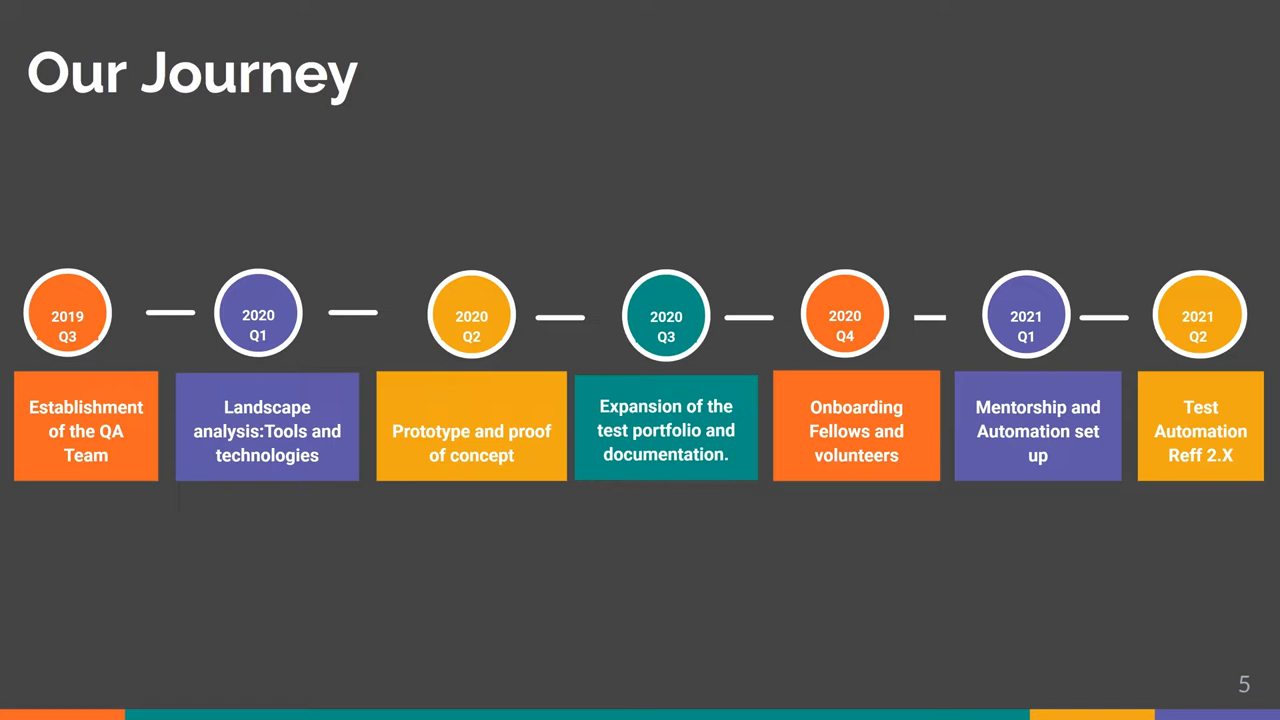 Our Journey
2019
Q3
2020
Q1
2020
Q2
2020
Q3
2020
Q4
2021
Q1
2021
Q2
Establishment
of the QA
Team
Landscape
analysis:Tools and
technologies
Prototype and proof
of concept
Expansion of the
test portfolio and
documentation.
Onboarding
Fellows and
volunteers
Mentorship and
Automation set
up
Test
Automation
Reff 2.X
5